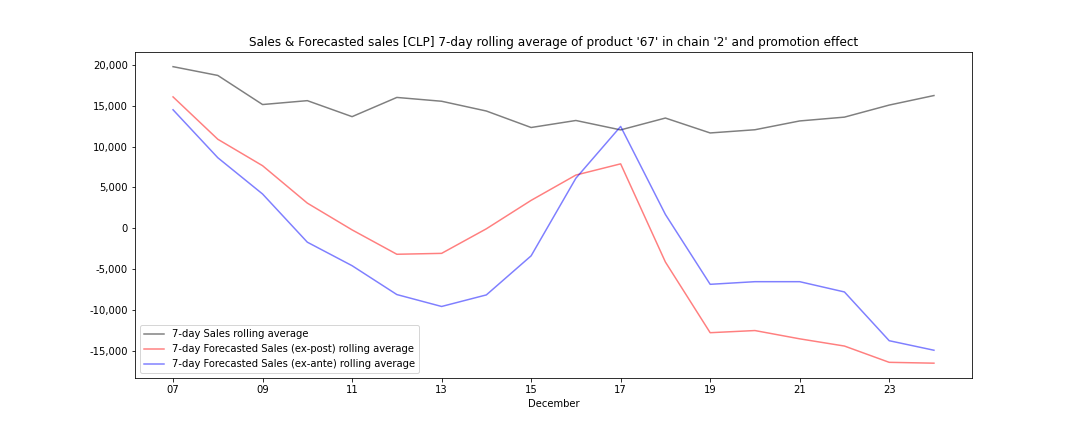 Sales & Forecasted sales [CLP] 7-day rolling average of product '67' in chain '2' and promotion effect
20,000
15,000
10,000
5,000
0
-5,000
-10,000
-15,000
7-day Sales rolling average
7-day Forecasted Sales (ex-post) rolling average
7-day Forecasted Sales (ex-ante) rolling average
07 09 11 13 15 17 19 21 23
December